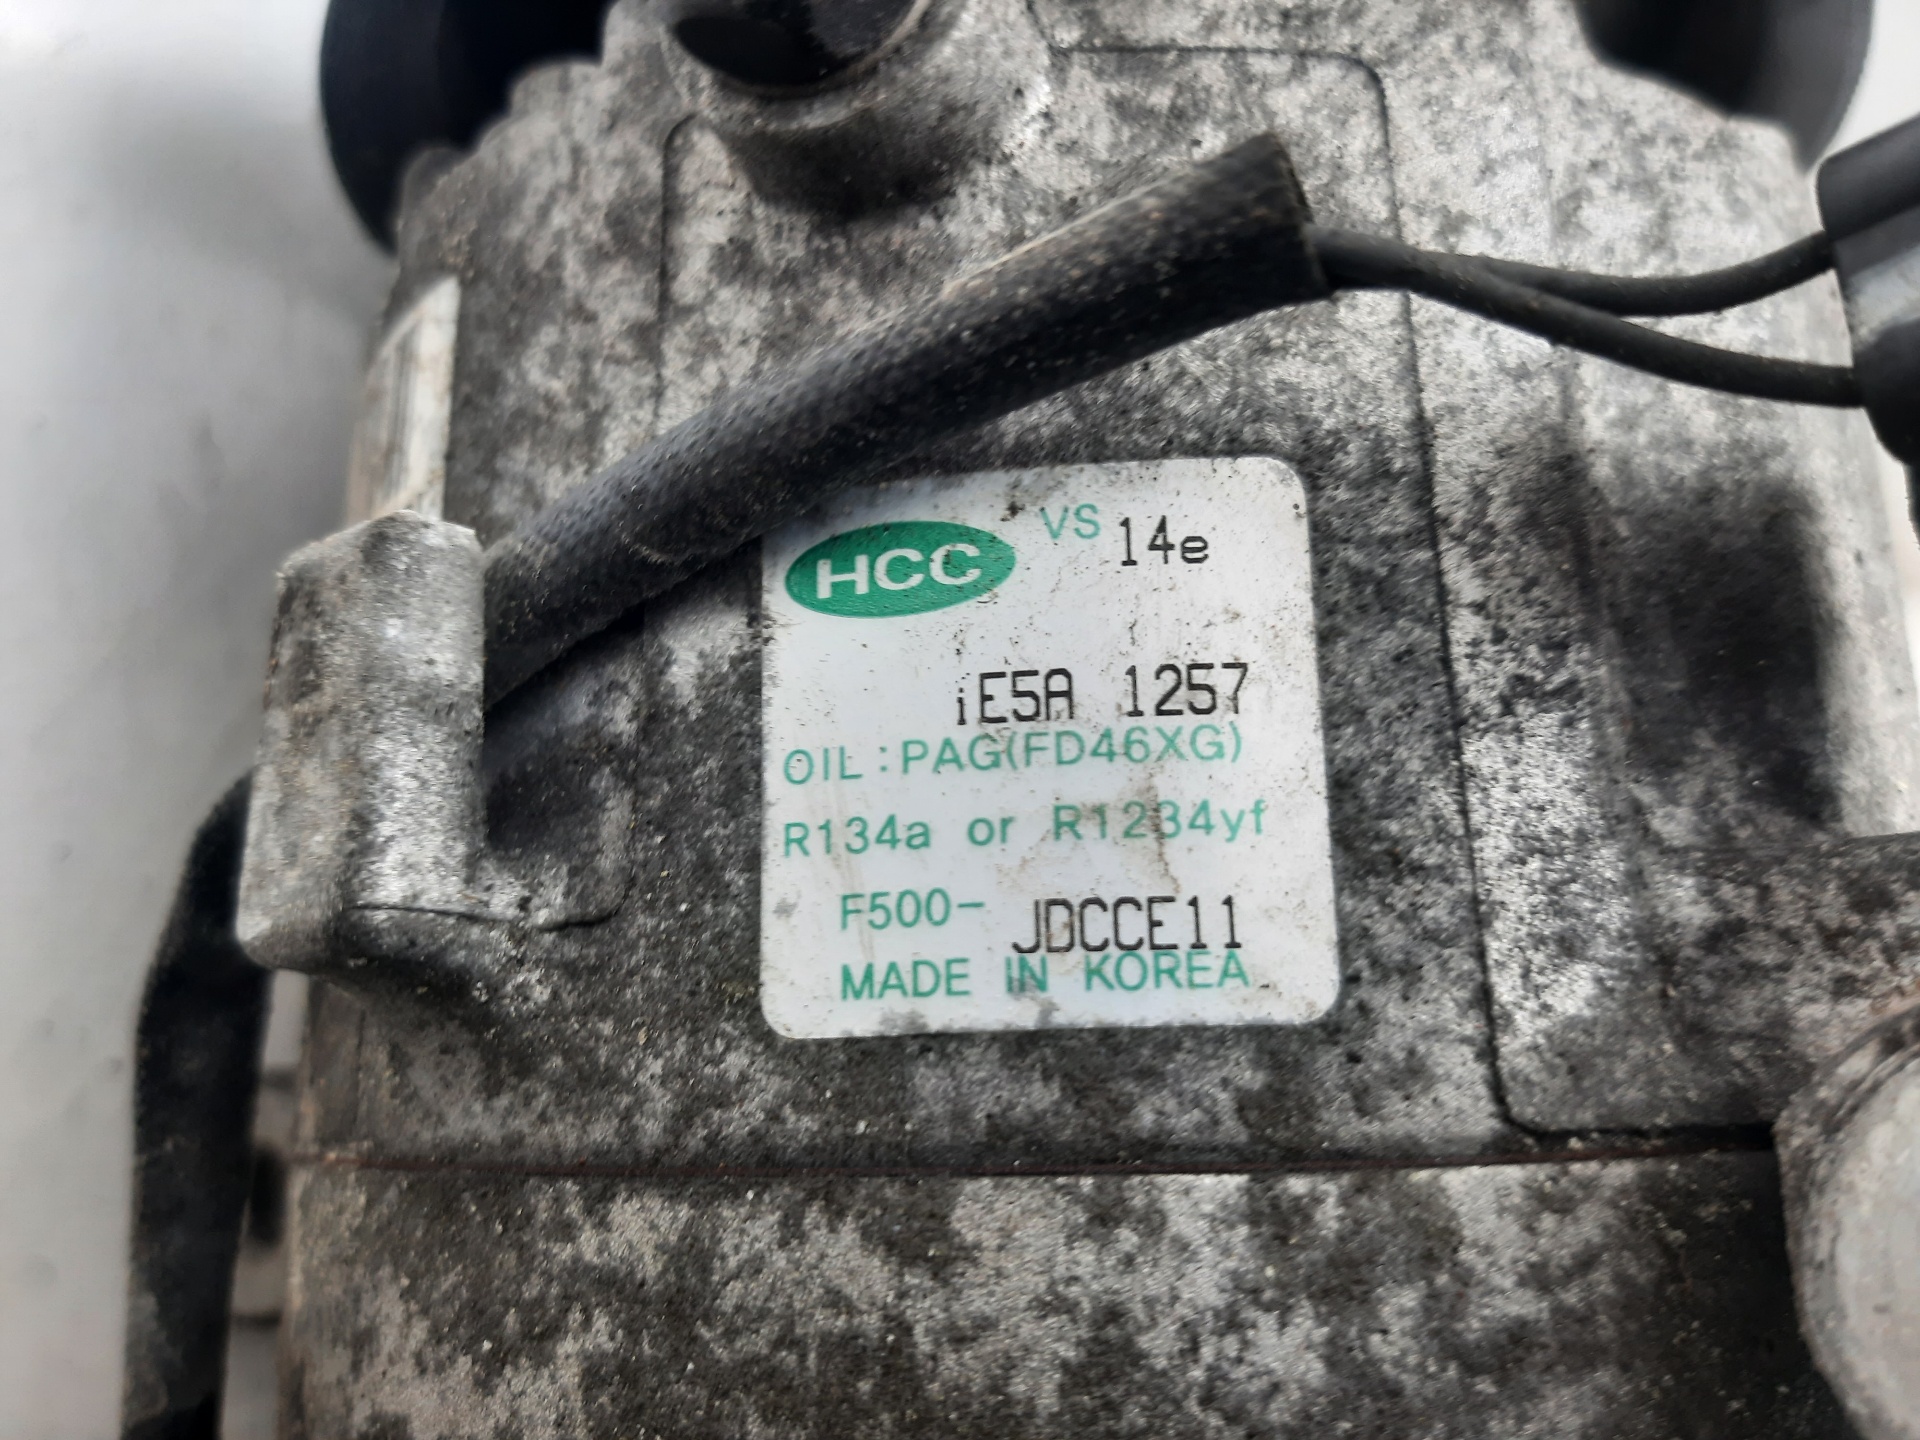 HCC VS 14e
iE5A 1257
OIL : PAG(FD46XG)
R134a or R1234yf
F500- JDCCE11
MADE IN KOREA